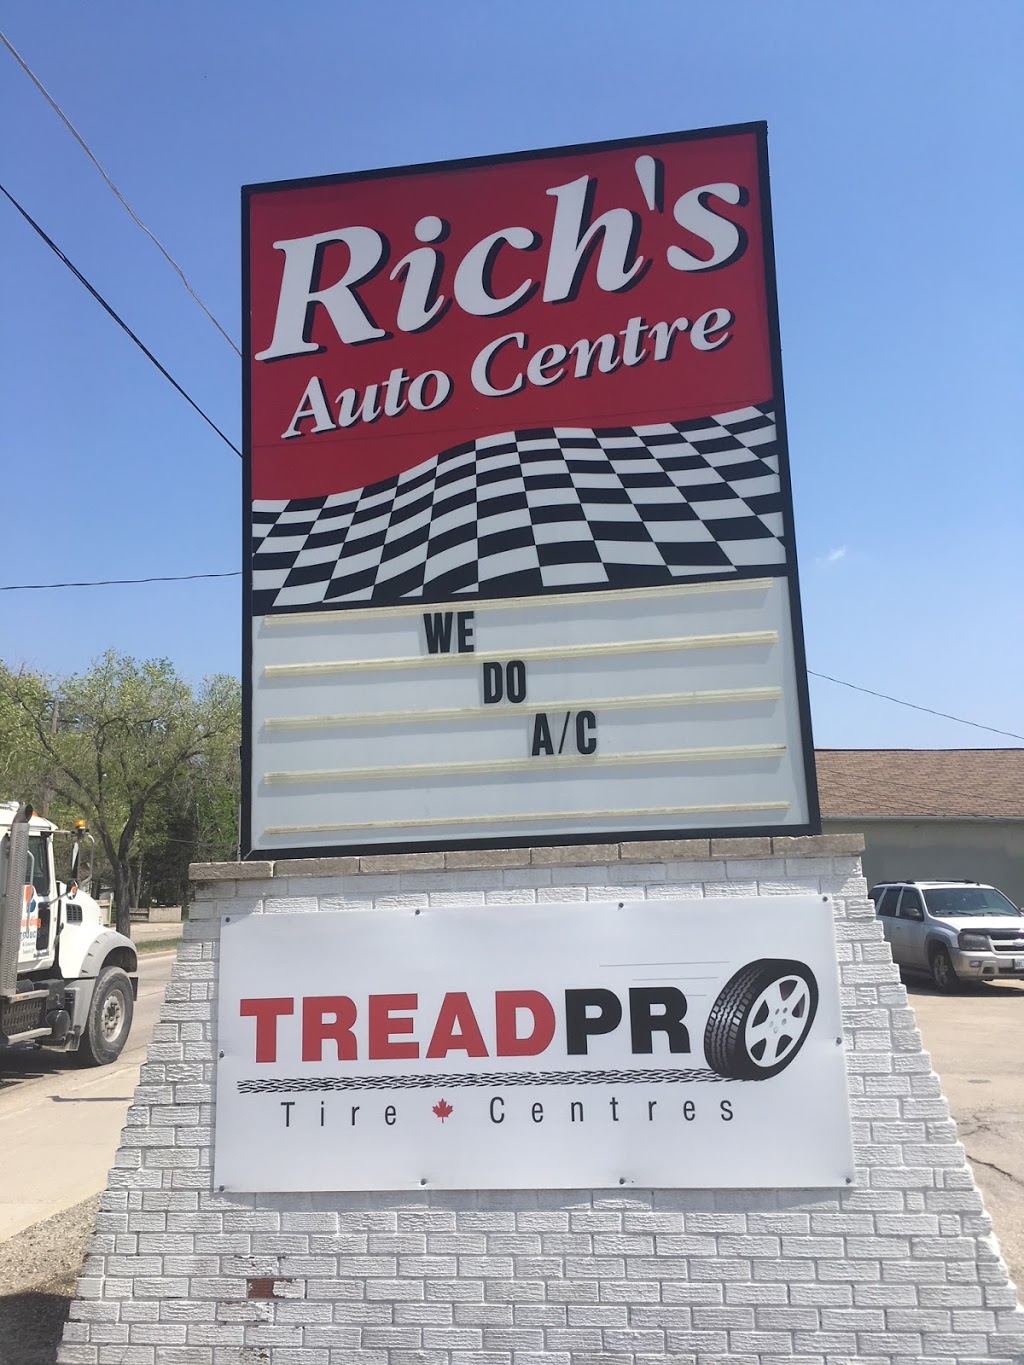 Rich's
Auto Centre
WE
DO
A/C
TREADPR
Tire Centres